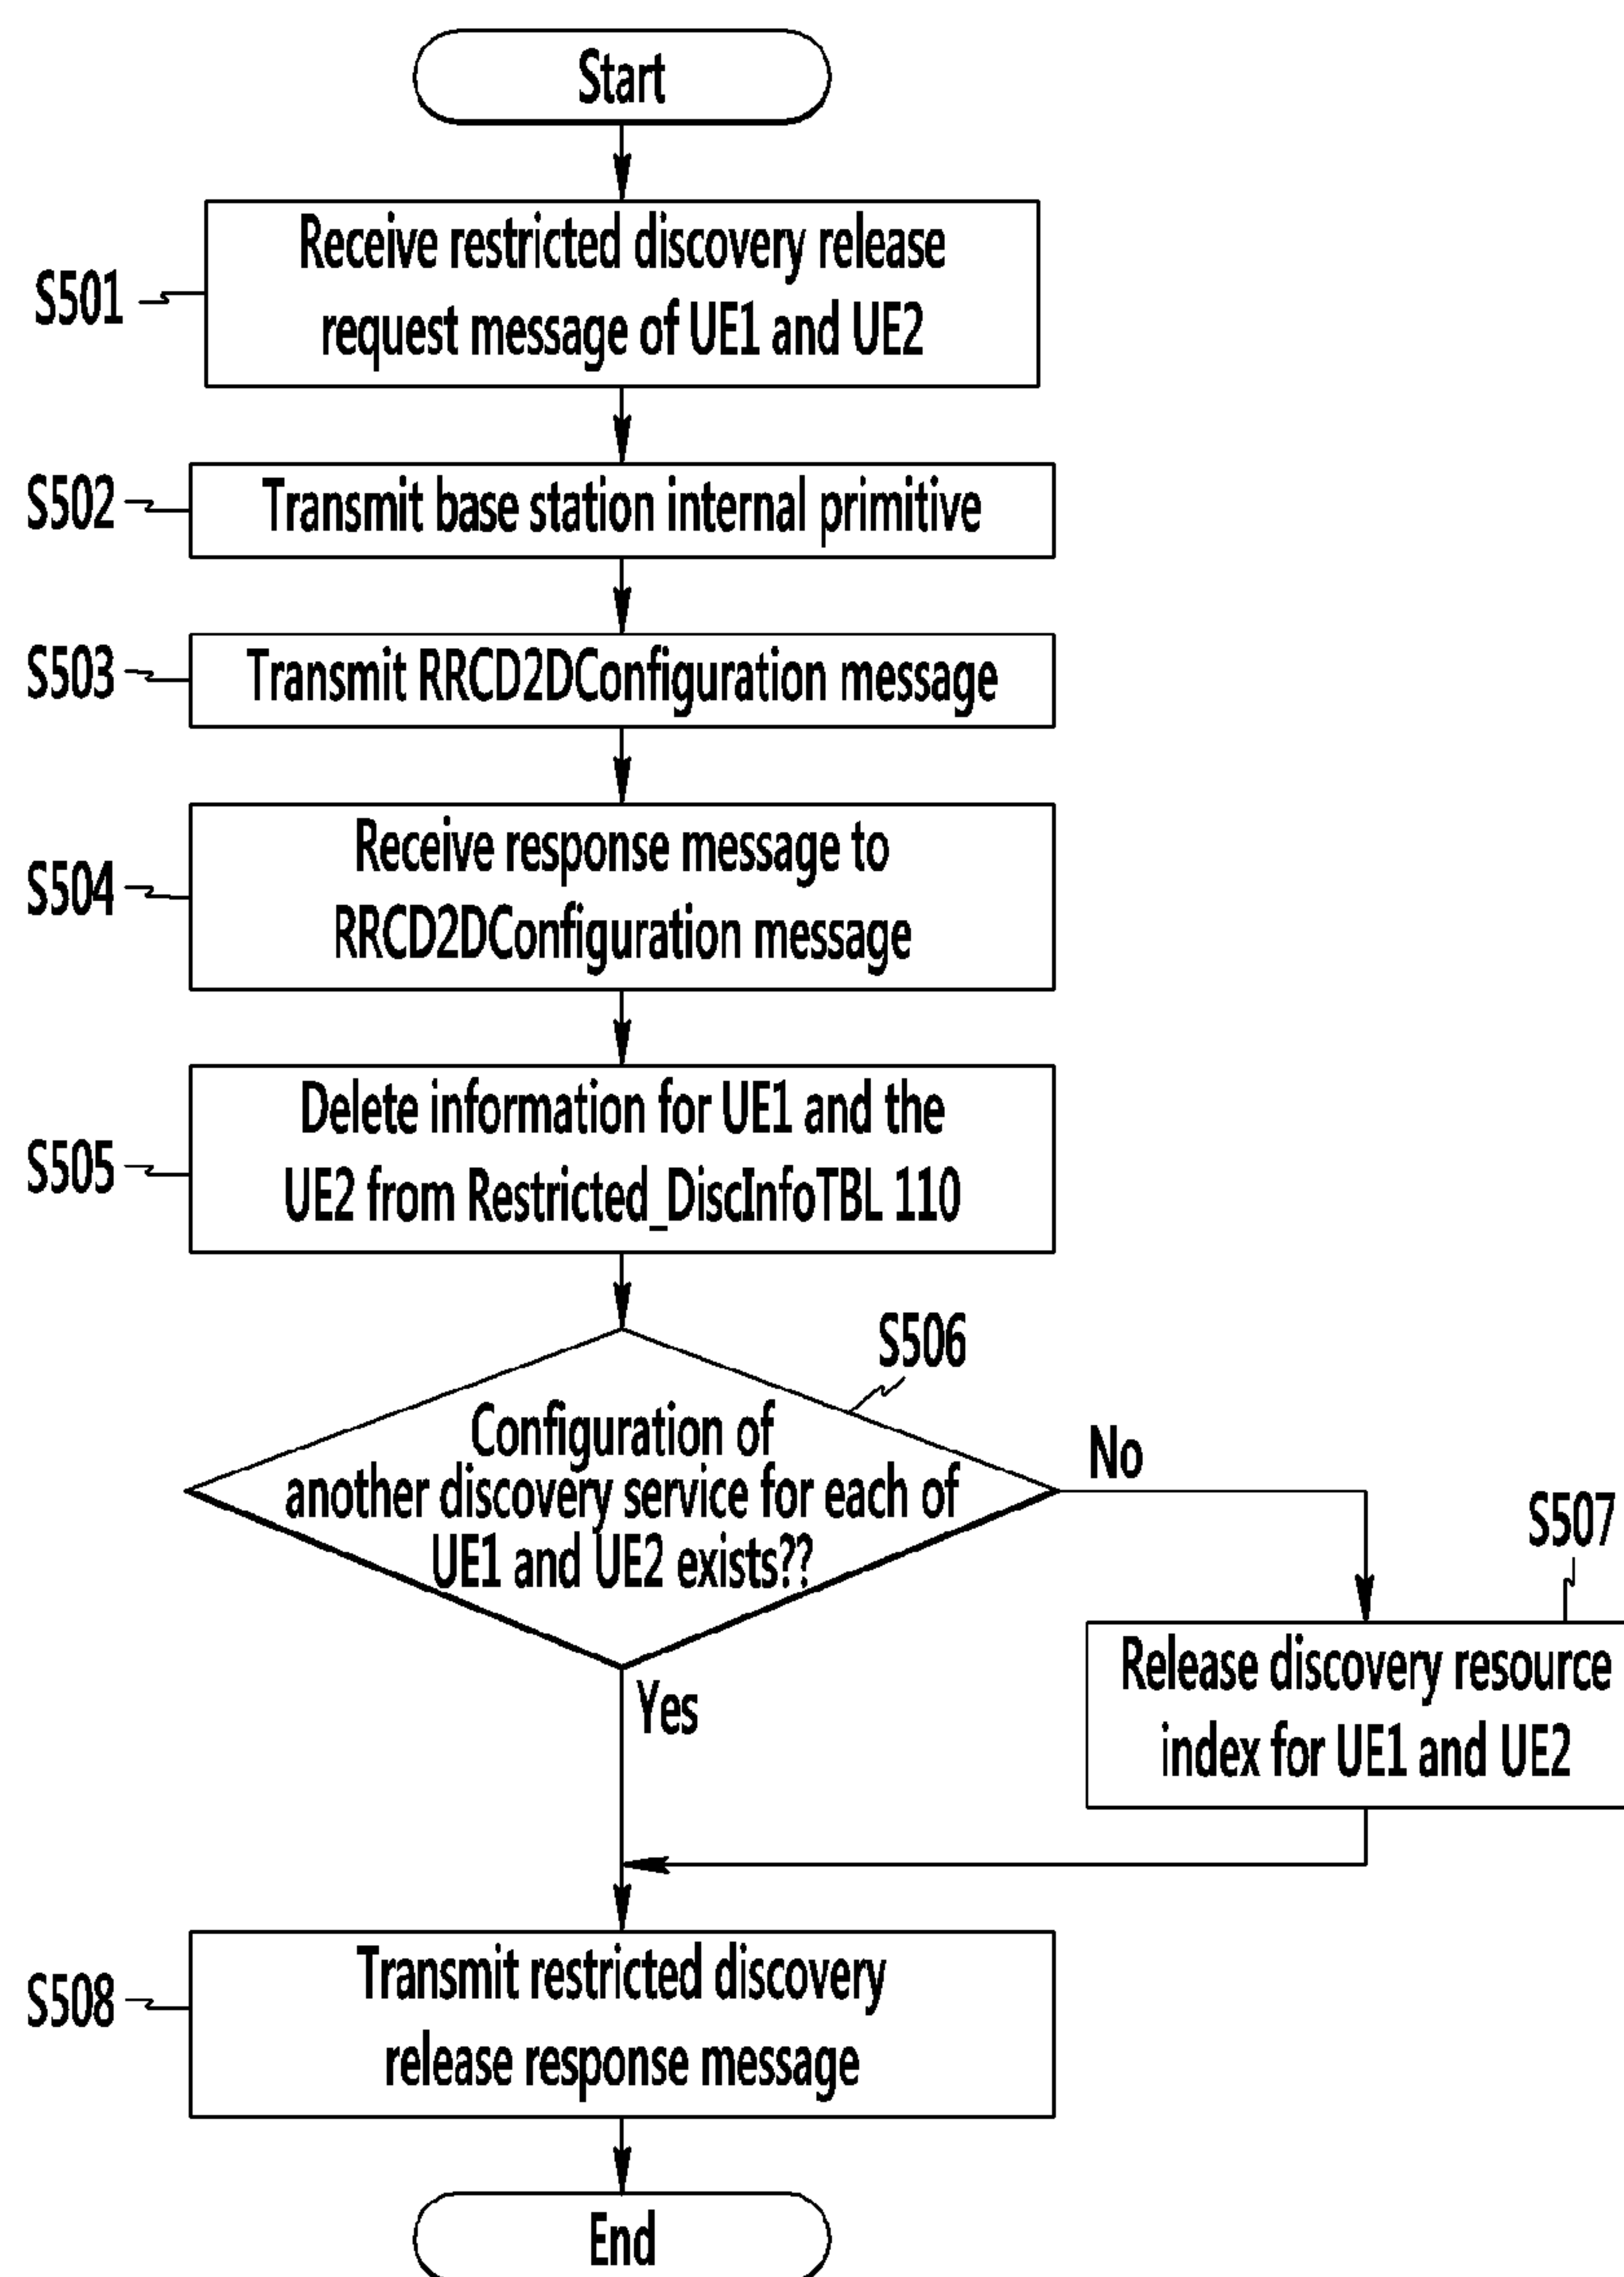 Start
S501
Receive restricted discovery release
request message of UE1 and UE2
S502
Transmit base station internal primitive
S503
Transmit RRCD2DConfiguration message
S504
Receive response message to
RRCD2DConfiguration message
S505
Delete information for UE1 and the
UE2 from Restricted_DiscInfoTBL 110
S506
Configuration of
another discovery service for each of
UE1 and UE2 exists??
No
Yes
S507
Release discovery resource
index for UE1 and UE2
S508
Transmit restricted discovery
release response message
End